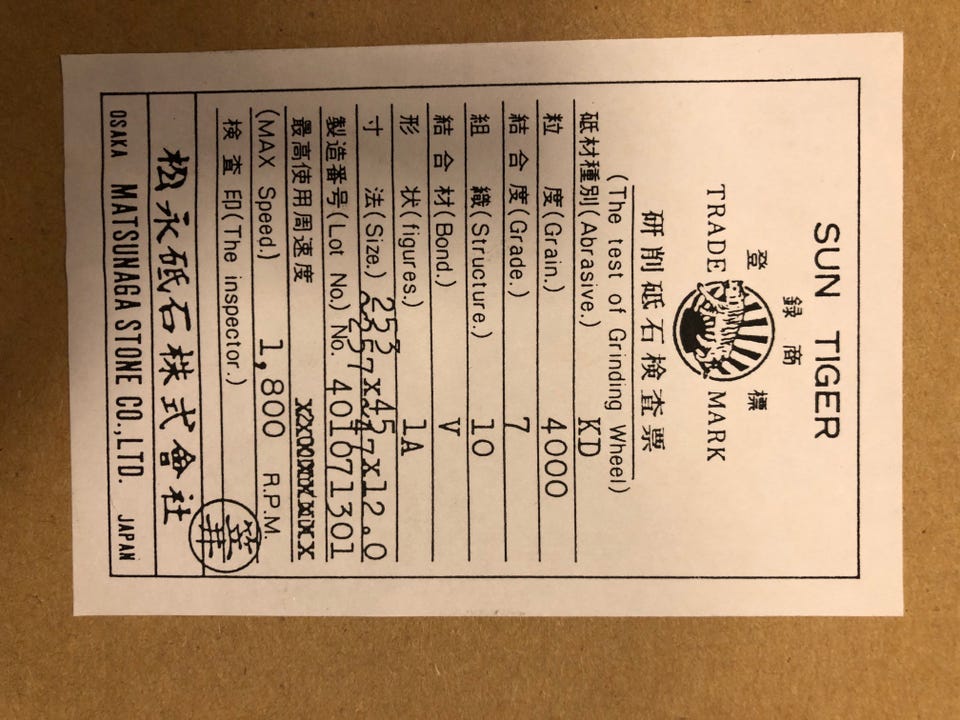 SUN TIGER
登録商標
TRADE MARK
研削砥石検査票
(The test of Grinding Wheel)
砥材種別(Abrasive.) KD
粒 度(Grain.) 4000
結合度(Grade.) 7
組 織(Structure.) 10
結合材(Bond.) V
形 状(figures.) 1A
寸 法(Size.) 253x45x12.0
製造番号(Lot No.) No. 401671301
最高使用周速度
(MAX Speed.) 1,800 R.P.M.
検査印(The inspector.)
松永砥石株式會社
OSAKA MATSUNAGA STONE CO.,LTD. JAPAN